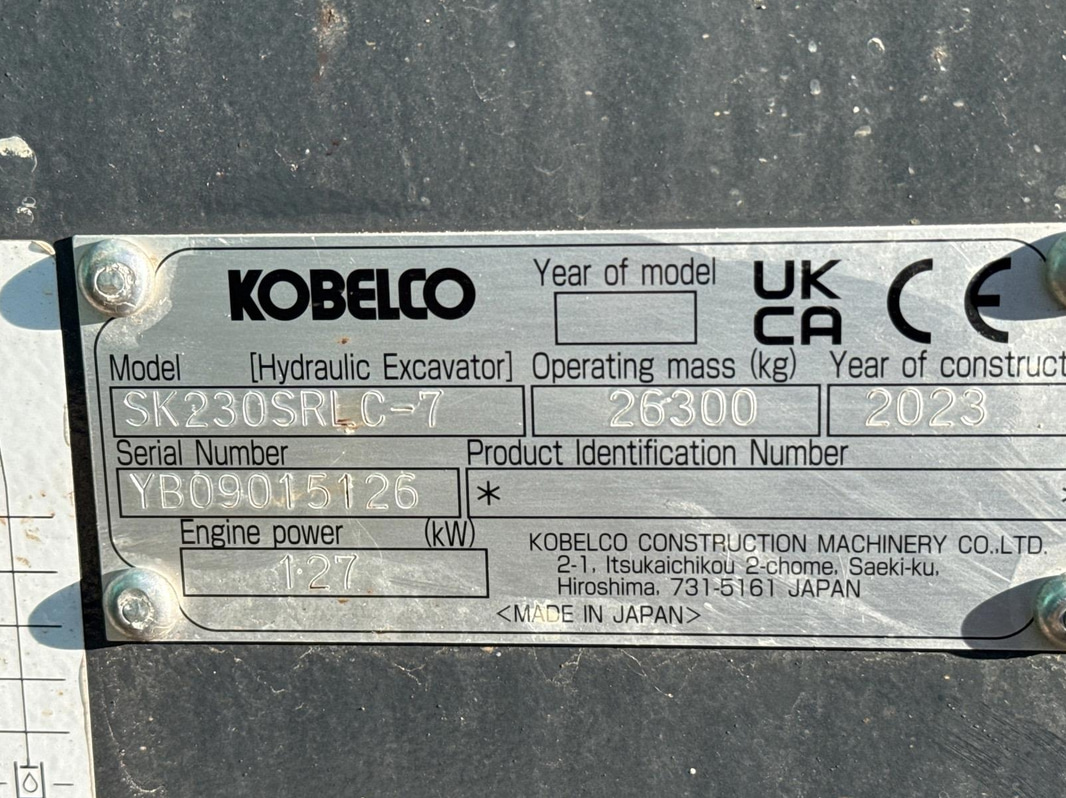 KOBELCO
Year of model
UK
CA
CE
Model [Hydraulic Excavator]
Operating mass (kg)
Year of construct
SK230SRLC-7
26300
2023
Serial Number
Product Identification Number
YB09015126
*
Engine power (kW)
127
KOBELCO CONSTRUCTION MACHINERY CO.,LTD.
2-1, Itsukaichikou 2-chome, Saeki-ku,
Hiroshima, 731-5161 JAPAN
<MADE IN JAPAN>